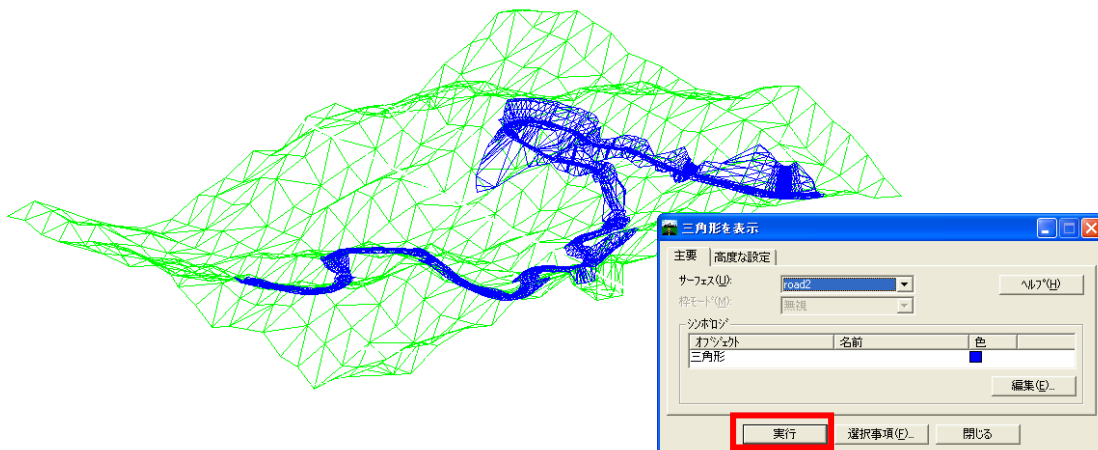 三角形を表示
主要 高度な設定
サーフェス(U): road2 ヘルプ(H)
枠モード(M): 無視
シンボロジ
オブジェクト 名前 色
三角形
編集(E)...
実行 選択事項(F)... 閉じる